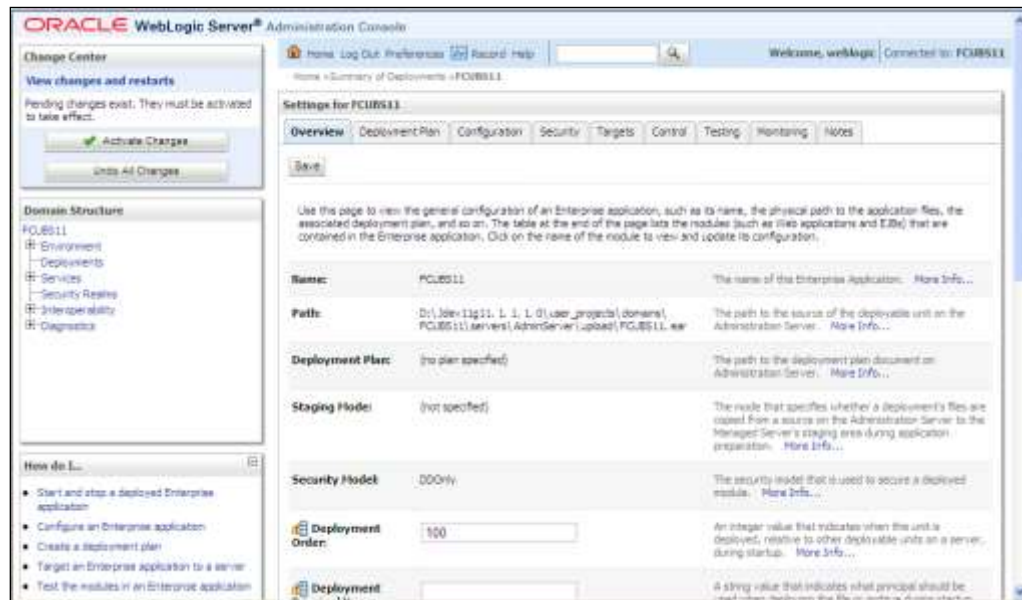 ORACLE WebLogic Server® Administration Console
Change Center
View changes and restarts
Pending changes exist. They must be activated
to take effect.
Activate Changes
Undo All Changes
Domain Structure
FCUBS11
Environment
Deployments
Services
Security Realms
Interoperability
Diagnostics
How do I...
Start and stop a deployed Enterprise
application
Configure an Enterprise application
Create a deployment plan
Target an Enterprise application to a server
Test the modules in an Enterprise application
Home Log Out Preferences Record Help
Welcome, weblogic Connected to: FCUBS11
Home >Summary of Deployments >FCUBS11
Settings for FCUBS11
Overview Deployment Plan Configuration Security Targets Control Testing Monitoring Notes
Save
Use this page to view the general configuration of an Enterprise application, such as its name, the physical path to the application files, the
associated deployment plan, and so on. The table at the end of the page lists the modules (such as Web applications and EJBs) that are
contained in the Enterprise application. Click on the name of the module to view and update its configuration.
Name: FCUBS11 The name of the Enterprise Application. More Info...
Path: D:\Jdev11g11. 1. 1. 1. 0\user_projects\domains\
FCUBS11\servers\AdminServer\upload\FCUBS11. ear
The path to the source of the deployable unit on the
Administration Server. More Info...
Deployment Plan: (no plan specified)
The path to the deployment plan document on
Administration Server. More Info...
Staging Mode: (not specified)
The mode that specifies whether a deployment's files are
copied from a source on the Administration Server to the
Managed Server's staging area during application
preparation. More Info...
Security Model: DDOnly
The security model that is used to secure a deployed
module. More Info...
Deployment
Order:
100
An integer value that indicates when this unit is
deployed, relative to other deployable units on a server,
during startup. More Info...
Deployment
A string value that indicates what principal should be